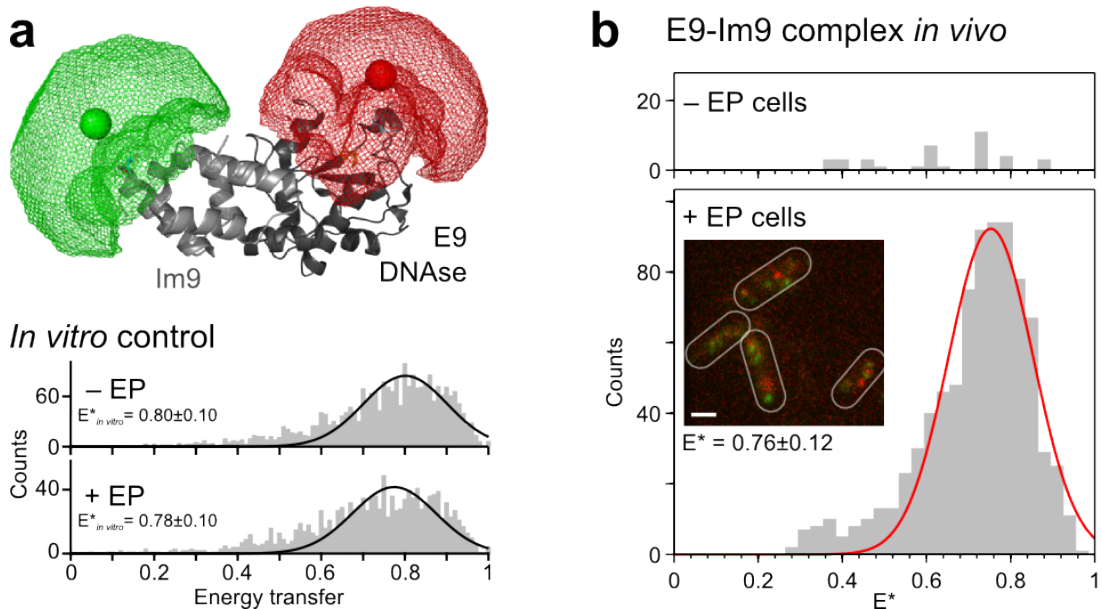 a
Im9
E9
DNAse
In vitro control
– EP
E*in vitro= 0.80±0.10
60
0
+ EP
E*in vitro= 0.78±0.10
40
0
Counts
0 0.2 0.4 0.6 0.8 1
Energy transfer
b E9-Im9 complex in vivo
– EP cells
20
0
+ EP cells
80
40
0
Counts
E* = 0.76±0.12
0 0.2 0.4 0.6 0.8 1
E*